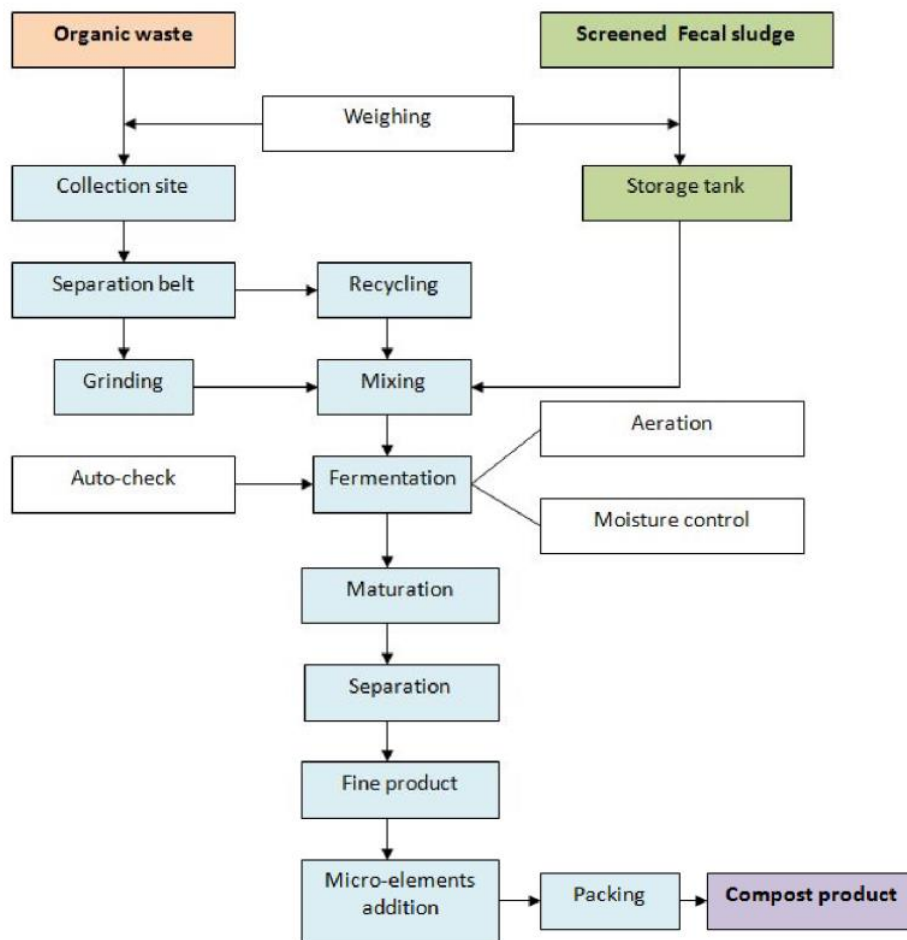 Organic waste
Screened Fecal sludge
Weighing
Collection site
Storage tank
Separation belt
Recycling
Grinding
Mixing
Aeration
Auto-check
Fermentation
Moisture control
Maturation
Separation
Fine product
Micro-elements
addition
Packing
Compost product